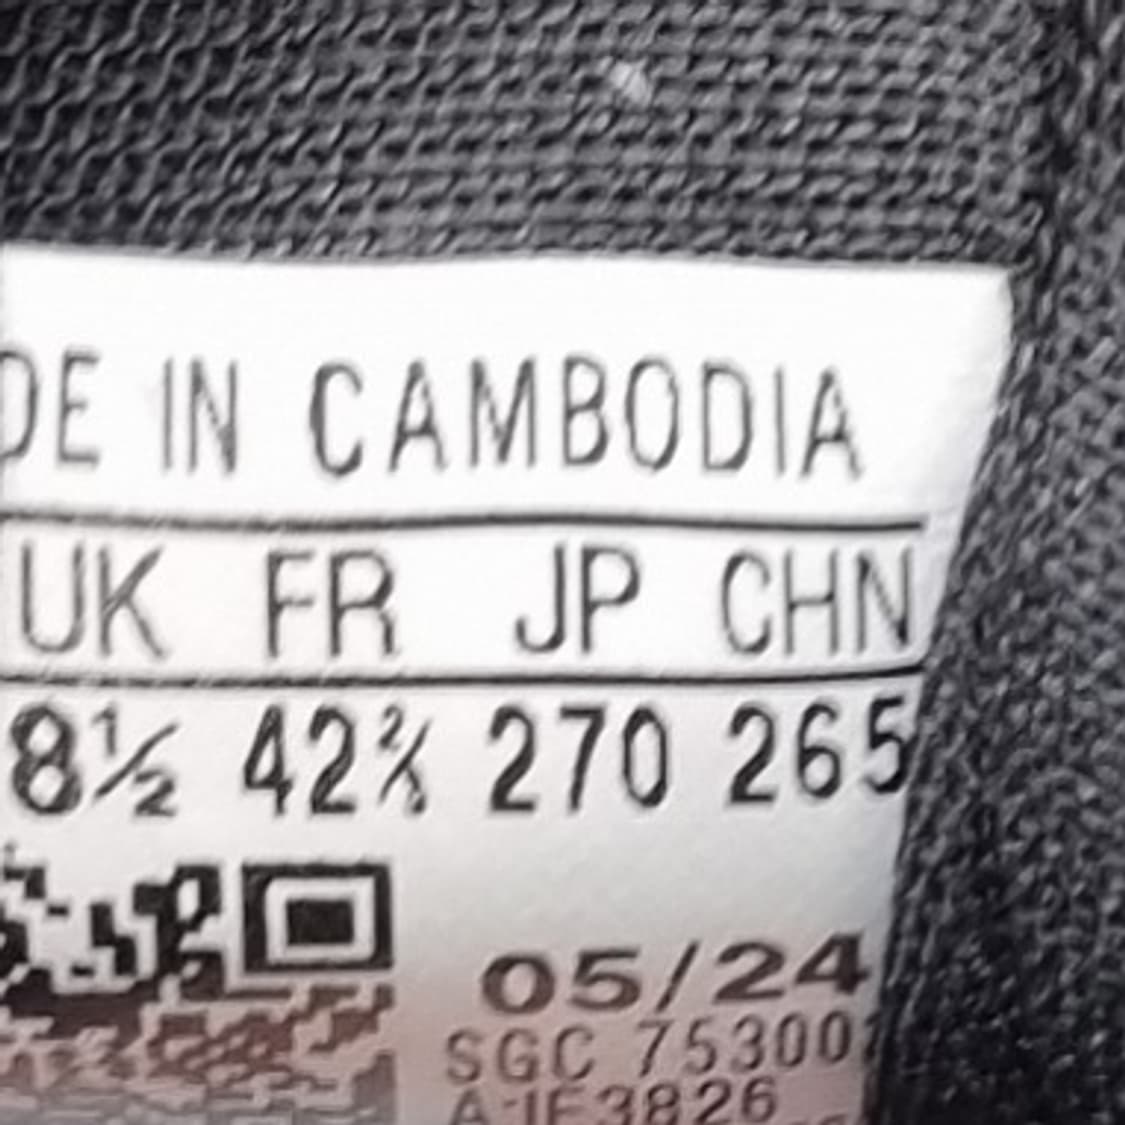 DE IN CAMBODIA
UK FR JP CHN
8½ 42⅔ 270 265
05/24
SGC 75300